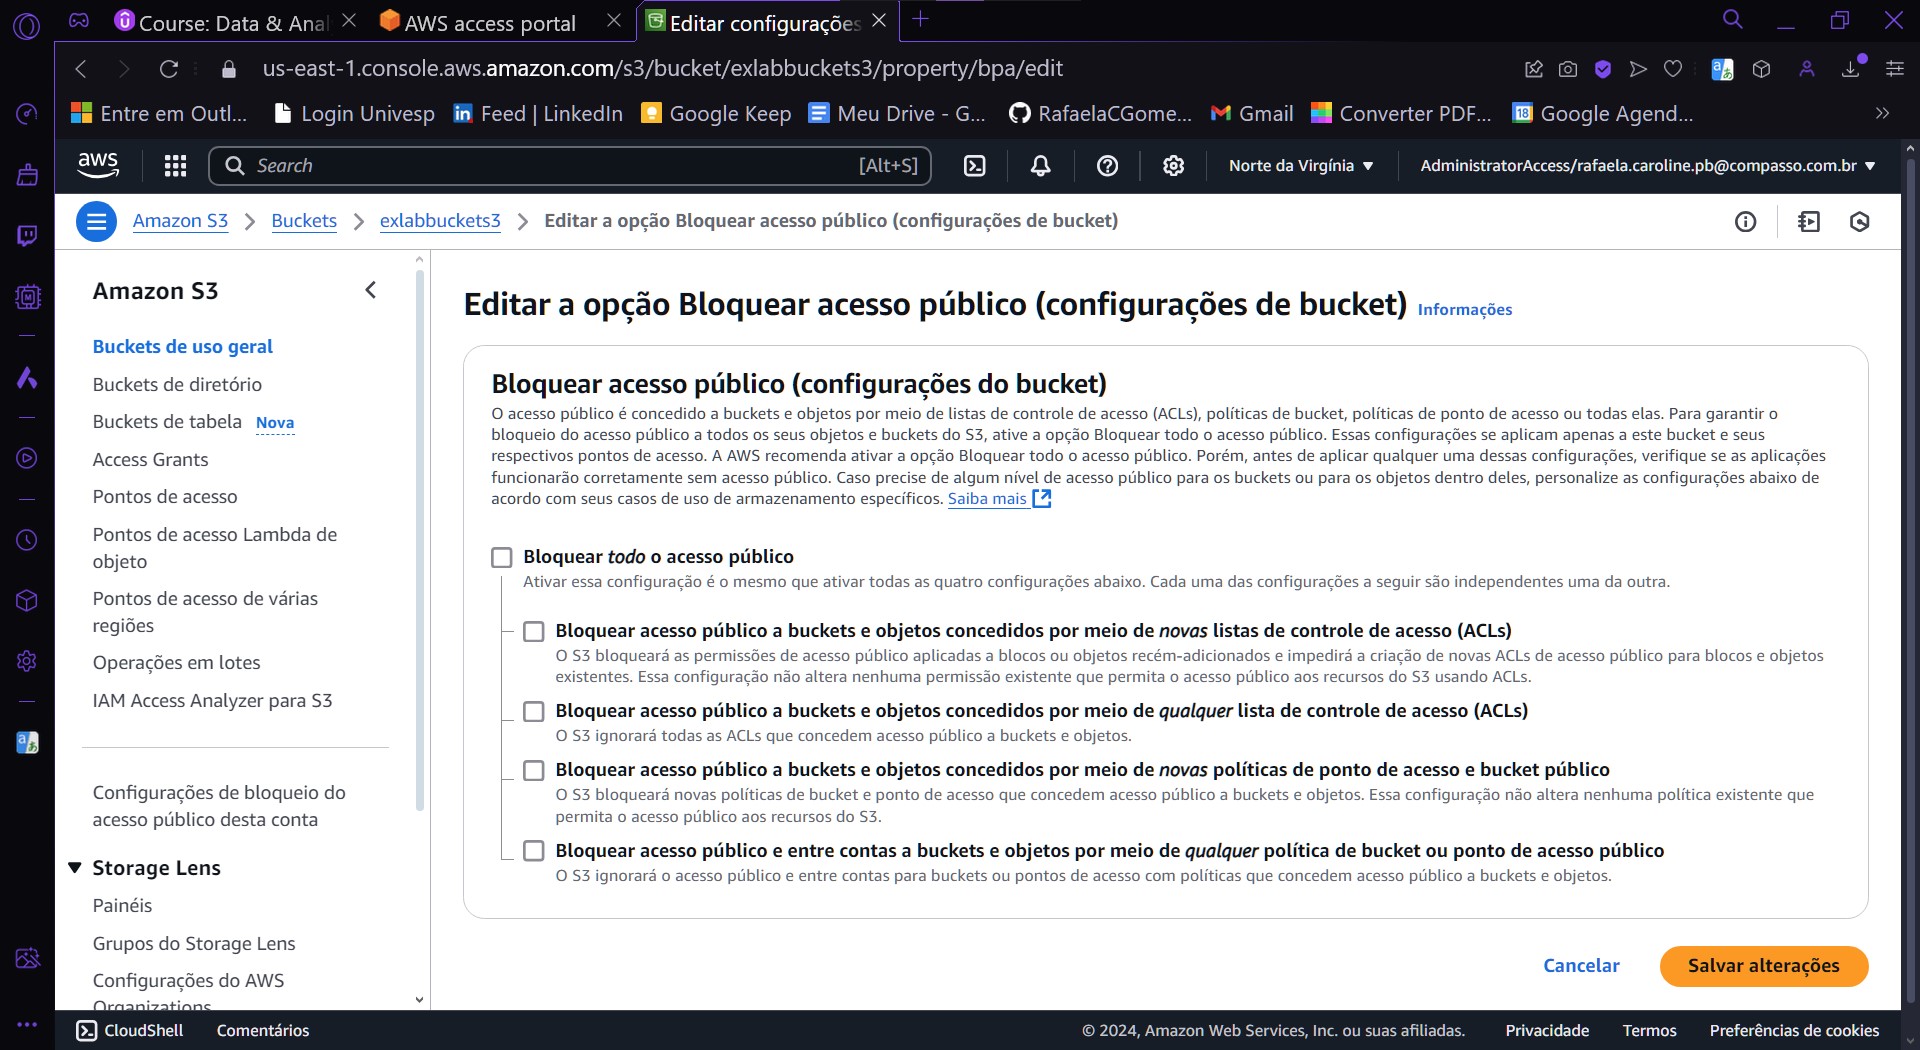 Course: Data & Anal
AWS access portal
Editar configurações
us-east-1.console.aws.amazon.com/s3/bucket/exlabbuckets3/property/bpa/edit
Entre em Outl...
Login Univesp
Feed | LinkedIn
Google Keep
Meu Drive - G...
RafaelaCGome...
Gmail
Converter PDF...
Google Agend...
aws
Search
[Alt+S]
Norte da Virgínia
AdministratorAccess/rafaela.caroline.pb@compasso.com.br
Amazon S3
Buckets
exlabbuckets3
Editar a opção Bloquear acesso público (configurações de bucket)
Amazon S3
Buckets de uso geral
Buckets de diretório
Buckets de tabela Nova
Access Grants
Pontos de acesso
Pontos de acesso Lambda de
objeto
Pontos de acesso de várias
regiões
Operações em lotes
IAM Access Analyzer para S3
Configurações de bloqueio do
acesso público desta conta
Storage Lens
Painéis
Grupos do Storage Lens
Configurações do AWS
Organizations
Editar a opção Bloquear acesso público (configurações de bucket) Informações
Bloquear acesso público (configurações do bucket)
O acesso público é concedido a buckets e objetos por meio de listas de controle de acesso (ACLs), políticas de bucket, políticas de ponto de acesso ou todas elas. Para garantir o
bloqueio do acesso público a todos os seus objetos e buckets do S3, ative a opção Bloquear todo o acesso público. Essas configurações se aplicam apenas a este bucket e seus
respectivos pontos de acesso. A AWS recomenda ativar a opção Bloquear todo o acesso público. Porém, antes de aplicar qualquer uma dessas configurações, verifique se as aplicações
funcionarão corretamente sem acesso público. Caso precise de algum nível de acesso público para os buckets ou para os objetos dentro deles, personalize as configurações abaixo de
acordo com seus casos de uso de armazenamento específicos. Saiba mais
Bloquear todo o acesso público
Ativar essa configuração é o mesmo que ativar todas as quatro configurações abaixo. Cada uma das configurações a seguir são independentes uma da outra.
Bloquear acesso público a buckets e objetos concedidos por meio de novas listas de controle de acesso (ACLs)
O S3 bloqueará as permissões de acesso público aplicadas a blocos ou objetos recém-adicionados e impedirá a criação de novas ACLs de acesso público para blocos e objetos
existentes. Essa configuração não altera nenhuma permissão existente que permita o acesso público aos recursos do S3 usando ACLs.
Bloquear acesso público a buckets e objetos concedidos por meio de qualquer lista de controle de acesso (ACLs)
O S3 ignorará todas as ACLs que concedem acesso público a buckets e objetos.
Bloquear acesso público a buckets e objetos concedidos por meio de novas políticas de ponto de acesso e bucket público
O S3 bloqueará novas políticas de bucket e ponto de acesso que concedem acesso público a buckets e objetos. Essa configuração não altera nenhuma política existente que
permita o acesso público aos recursos do S3.
Bloquear acesso público e entre contas a buckets e objetos por meio de qualquer política de bucket ou ponto de acesso público
O S3 ignorará o acesso público e entre contas para buckets ou pontos de acesso com políticas que concedem acesso público a buckets e objetos.
Cancelar
Salvar alterações
CloudShell
Comentários
© 2024, Amazon Web Services, Inc. ou suas afiliadas.
Privacidade
Termos
Preferências de cookies